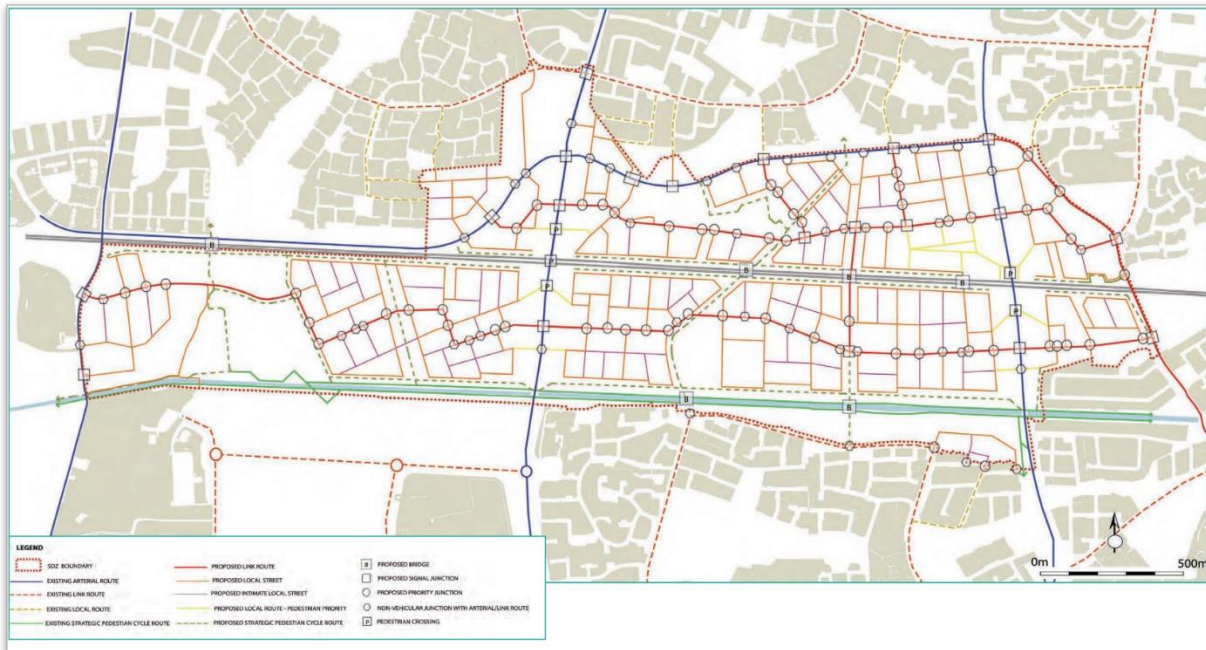 B
P
B
B
B
P
P
P
B
B
0m
500m
LEGEND
SDZ BOUNDARY
EXISTING ARTERIAL ROUTE
EXISTING LINK ROUTE
EXISTING LOCAL ROUTE
EXISTING STRATEGIC PEDESTIAN CYCLE ROUTE
PROPOSED LINK ROUTE
PROPOSED LOCAL STREET
PROPOSED INTIMATE LOCAL STREET
PROPOSED LOCAL ROUTE - PEDESTRIAN PRIORITY
PROPOSED STRATEGIC PEDESTIAN CYCLE ROUTE
B PROPOSED BRIDGE
PROPOSED SIGNAL JUNCTION
PROPOSED PRIORITY JUNCTION
NON-VEHICULAR JUNCTION WITH ARTERIAL/LINK ROUTE
P PEDESTRIAN CROSSING